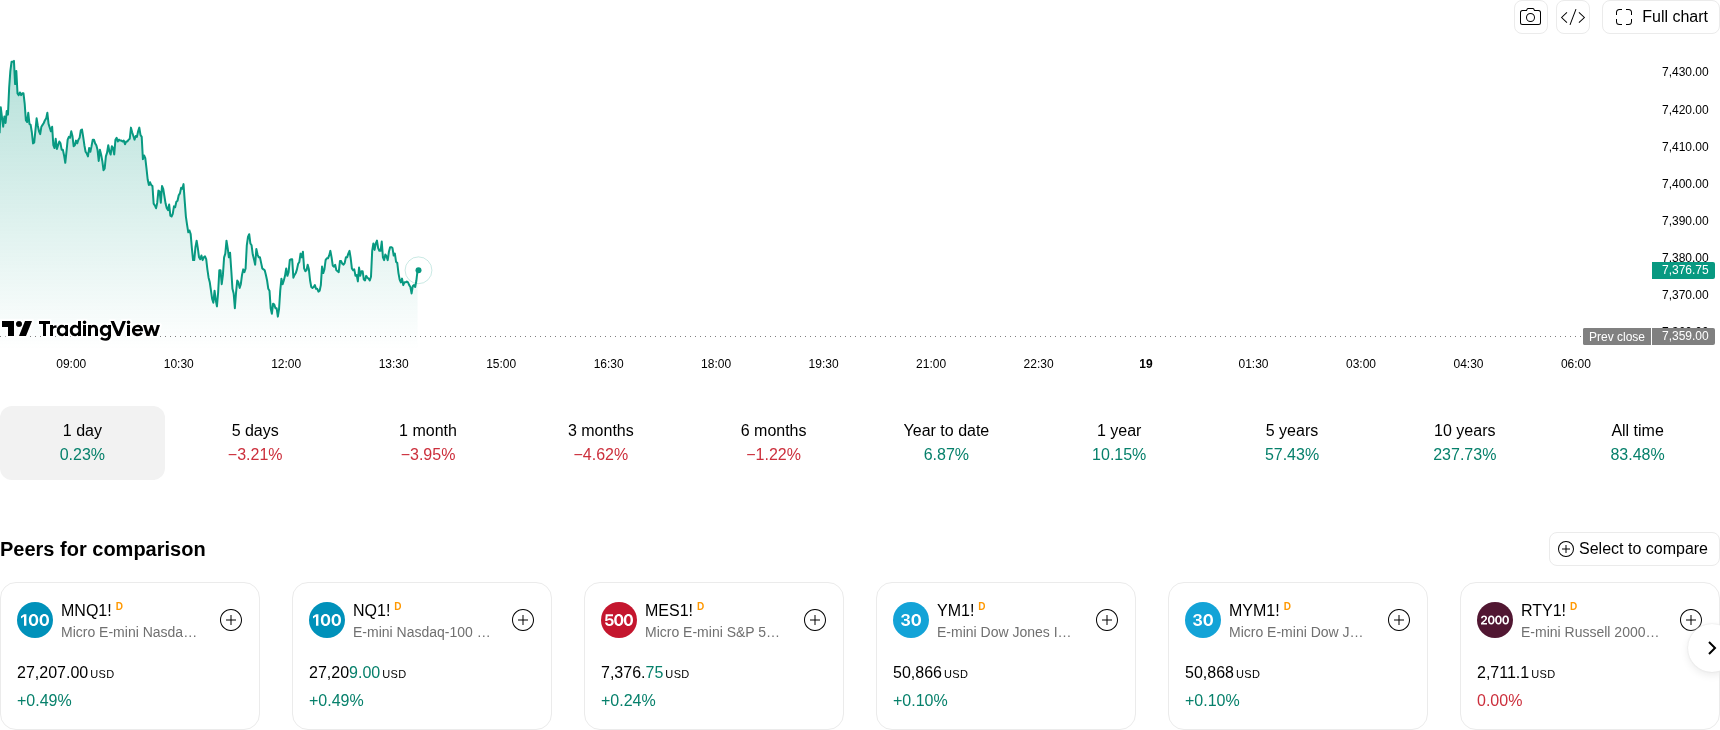 Full chart
7,430.00
7,420.00
7,410.00
7,400.00
7,390.00
7,380.00
7,376.75
7,370.00
TradingView
Prev close 7,359.00
09:00 10:30 12:00 13:30 15:00 16:30 18:00 19:30 21:00 22:30 19 01:30 03:00 04:30 06:00
1 day 5 days 1 month 3 months 6 months Year to date 1 year 5 years 10 years All time
0.23% −3.21% −3.95% −4.62% −1.22% 6.87% 10.15% 57.43% 237.73% 83.48%
Peers for comparison
Select to compare
100 MNQ1! D
Micro E-mini Nasda…
27,207.00 USD
+0.49%
100 NQ1! D
E-mini Nasdaq-100 …
27,209.00 USD
+0.49%
500 MES1! D
Micro E-mini S&P 5…
7,376.75 USD
+0.24%
30 YM1! D
E-mini Dow Jones I…
50,866 USD
+0.10%
30 MYM1! D
Micro E-mini Dow J…
50,868 USD
+0.10%
2000 RTY1! D
E-mini Russell 2000…
2,711.1 USD
0.00%